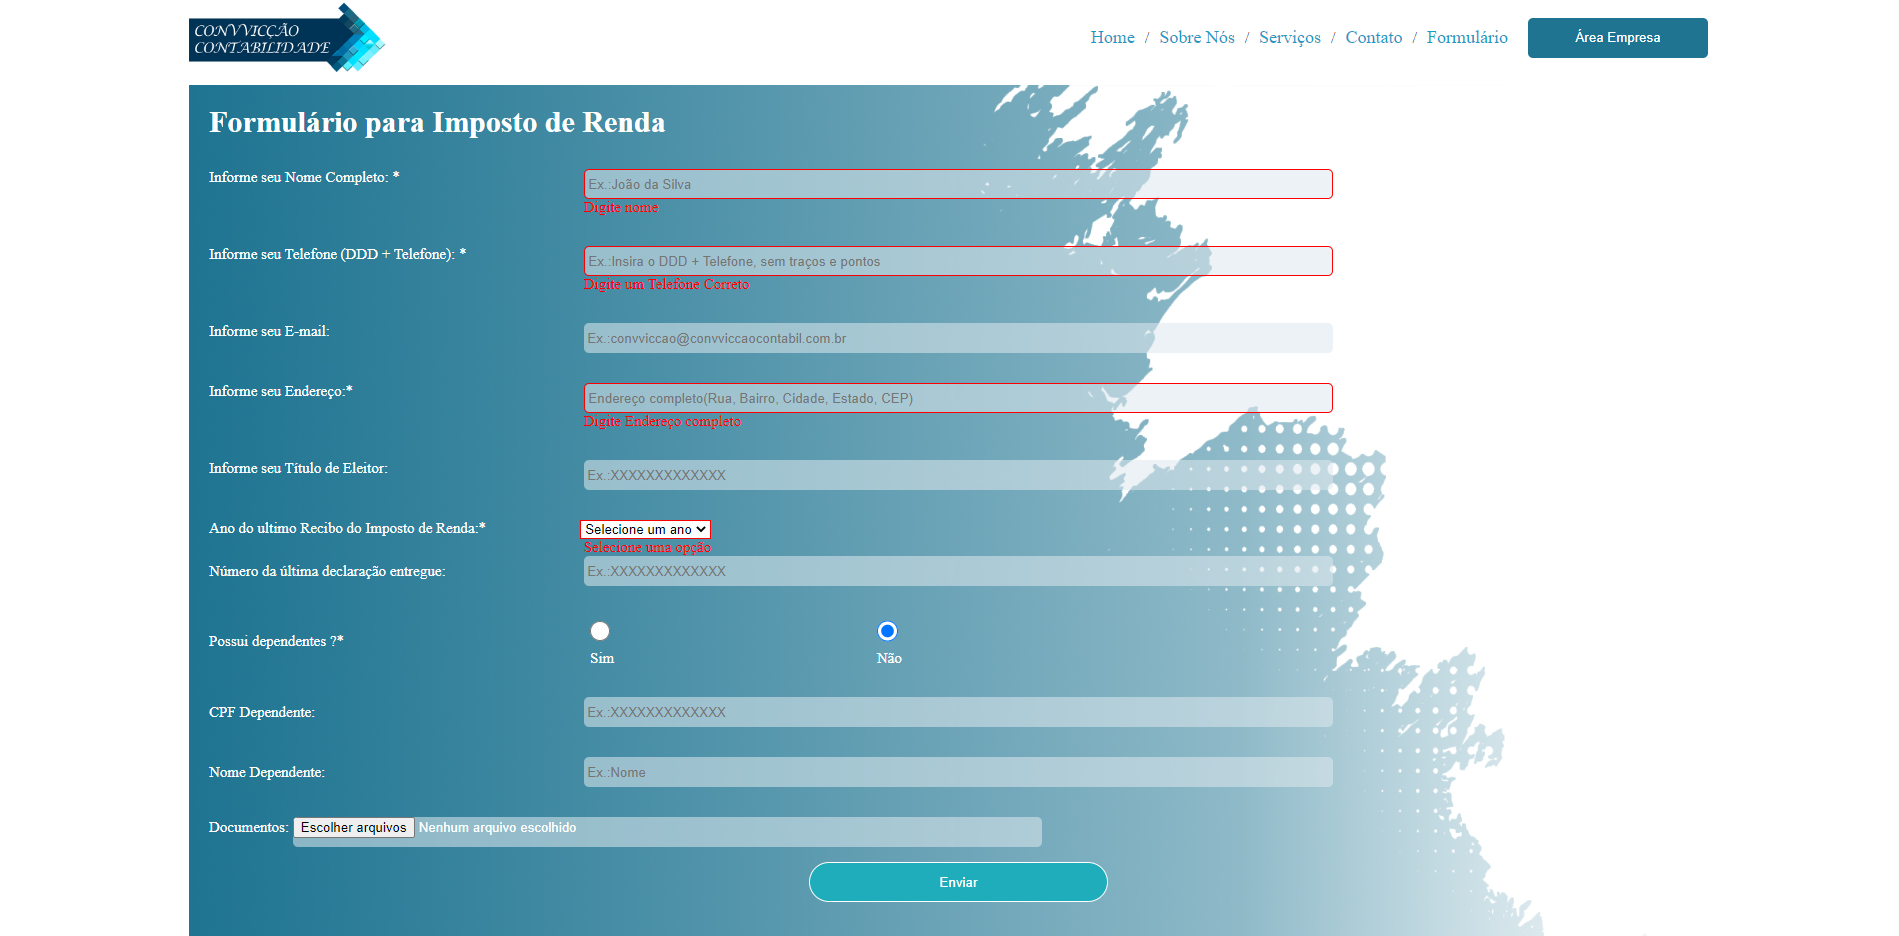 CONVVICÇÃO
CONTABILIDADE
Home / Sobre Nós / Serviços / Contato / Formulário
Área Empresa
Formulário para Imposto de Renda
Informe seu Nome Completo: *
Ex.:João da Silva
Digite nome
Informe seu Telefone (DDD + Telefone): *
Ex.:Insira o DDD + Telefone, sem traços e pontos
Digite um Telefone Correto
Informe seu E-mail:
Ex.:convviccao@convviccaocontabil.com.br
Informe seu Endereço:*
Endereço completo(Rua, Bairro, Cidade, Estado, CEP)
Digite Endereço completo
Informe seu Título de Eleitor:
Ex.:XXXXXXXXXXXXX
Ano do ultimo Recibo do Imposto de Renda:*
Selecione um ano
Selecione uma opção
Número da última declaração entregue:
Ex.:XXXXXXXXXXXXX
Possui dependentes ?*
Sim
Não
CPF Dependente:
Ex.:XXXXXXXXXXXXX
Nome Dependente:
Ex.:Nome
Documentos: Escolher arquivos Nenhum arquivo escolhido
Enviar